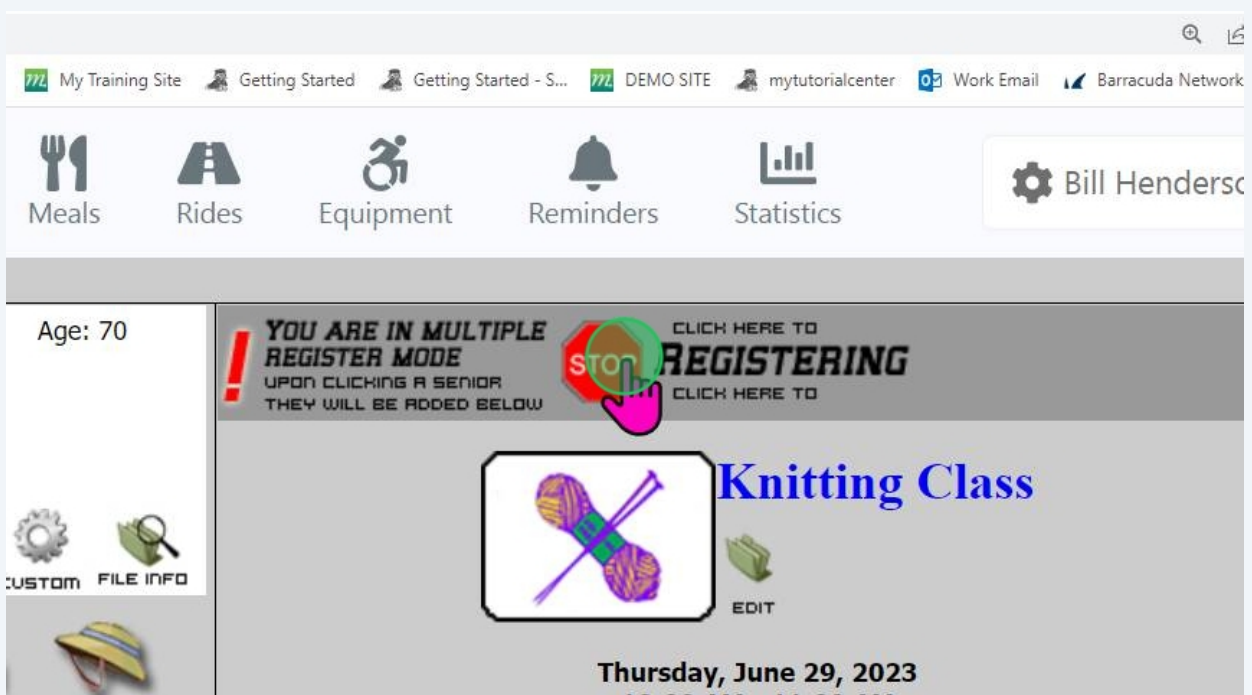 My Training Site Getting Started Getting Started - S... DEMO SITE mytutorialcenter Work Email Barracuda Network
Meals Rides Equipment Reminders Statistics Bill Henderso
Age: 70
YOU ARE IN MULTIPLE
REGISTER MODE
UPON CLICKING A SENIOR
THEY WILL BE ADDED BELOW
STOP
CLICK HERE TO
REGISTERING
CLICK HERE TO
Knitting Class
CUSTOM FILE INFO
EDIT
Thursday, June 29, 2023